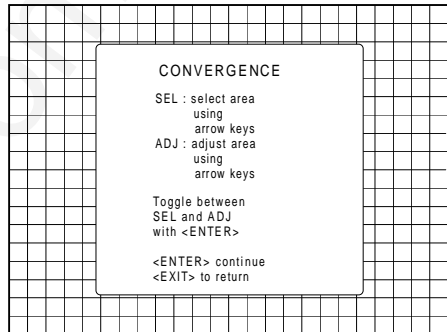 CONVERGENCE
SEL : select area
using
arrow keys
ADJ : adjust area
using
arrow keys
Toggle between
SEL and ADJ
with <ENTER>
<ENTER> continue
<EXIT> to return